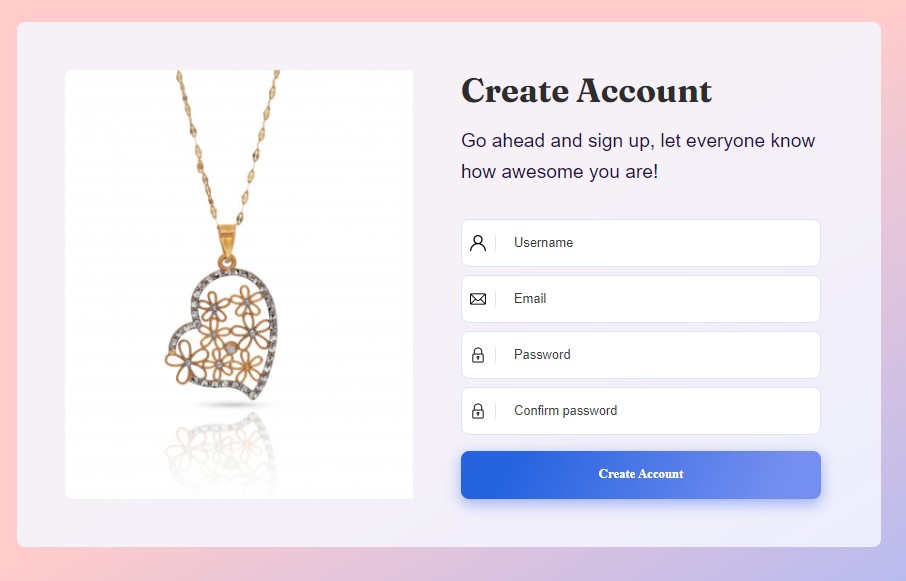 Create Account
Go ahead and sign up, let everyone know
how awesome you are!
Username
Email
Password
Confirm password
Create Account